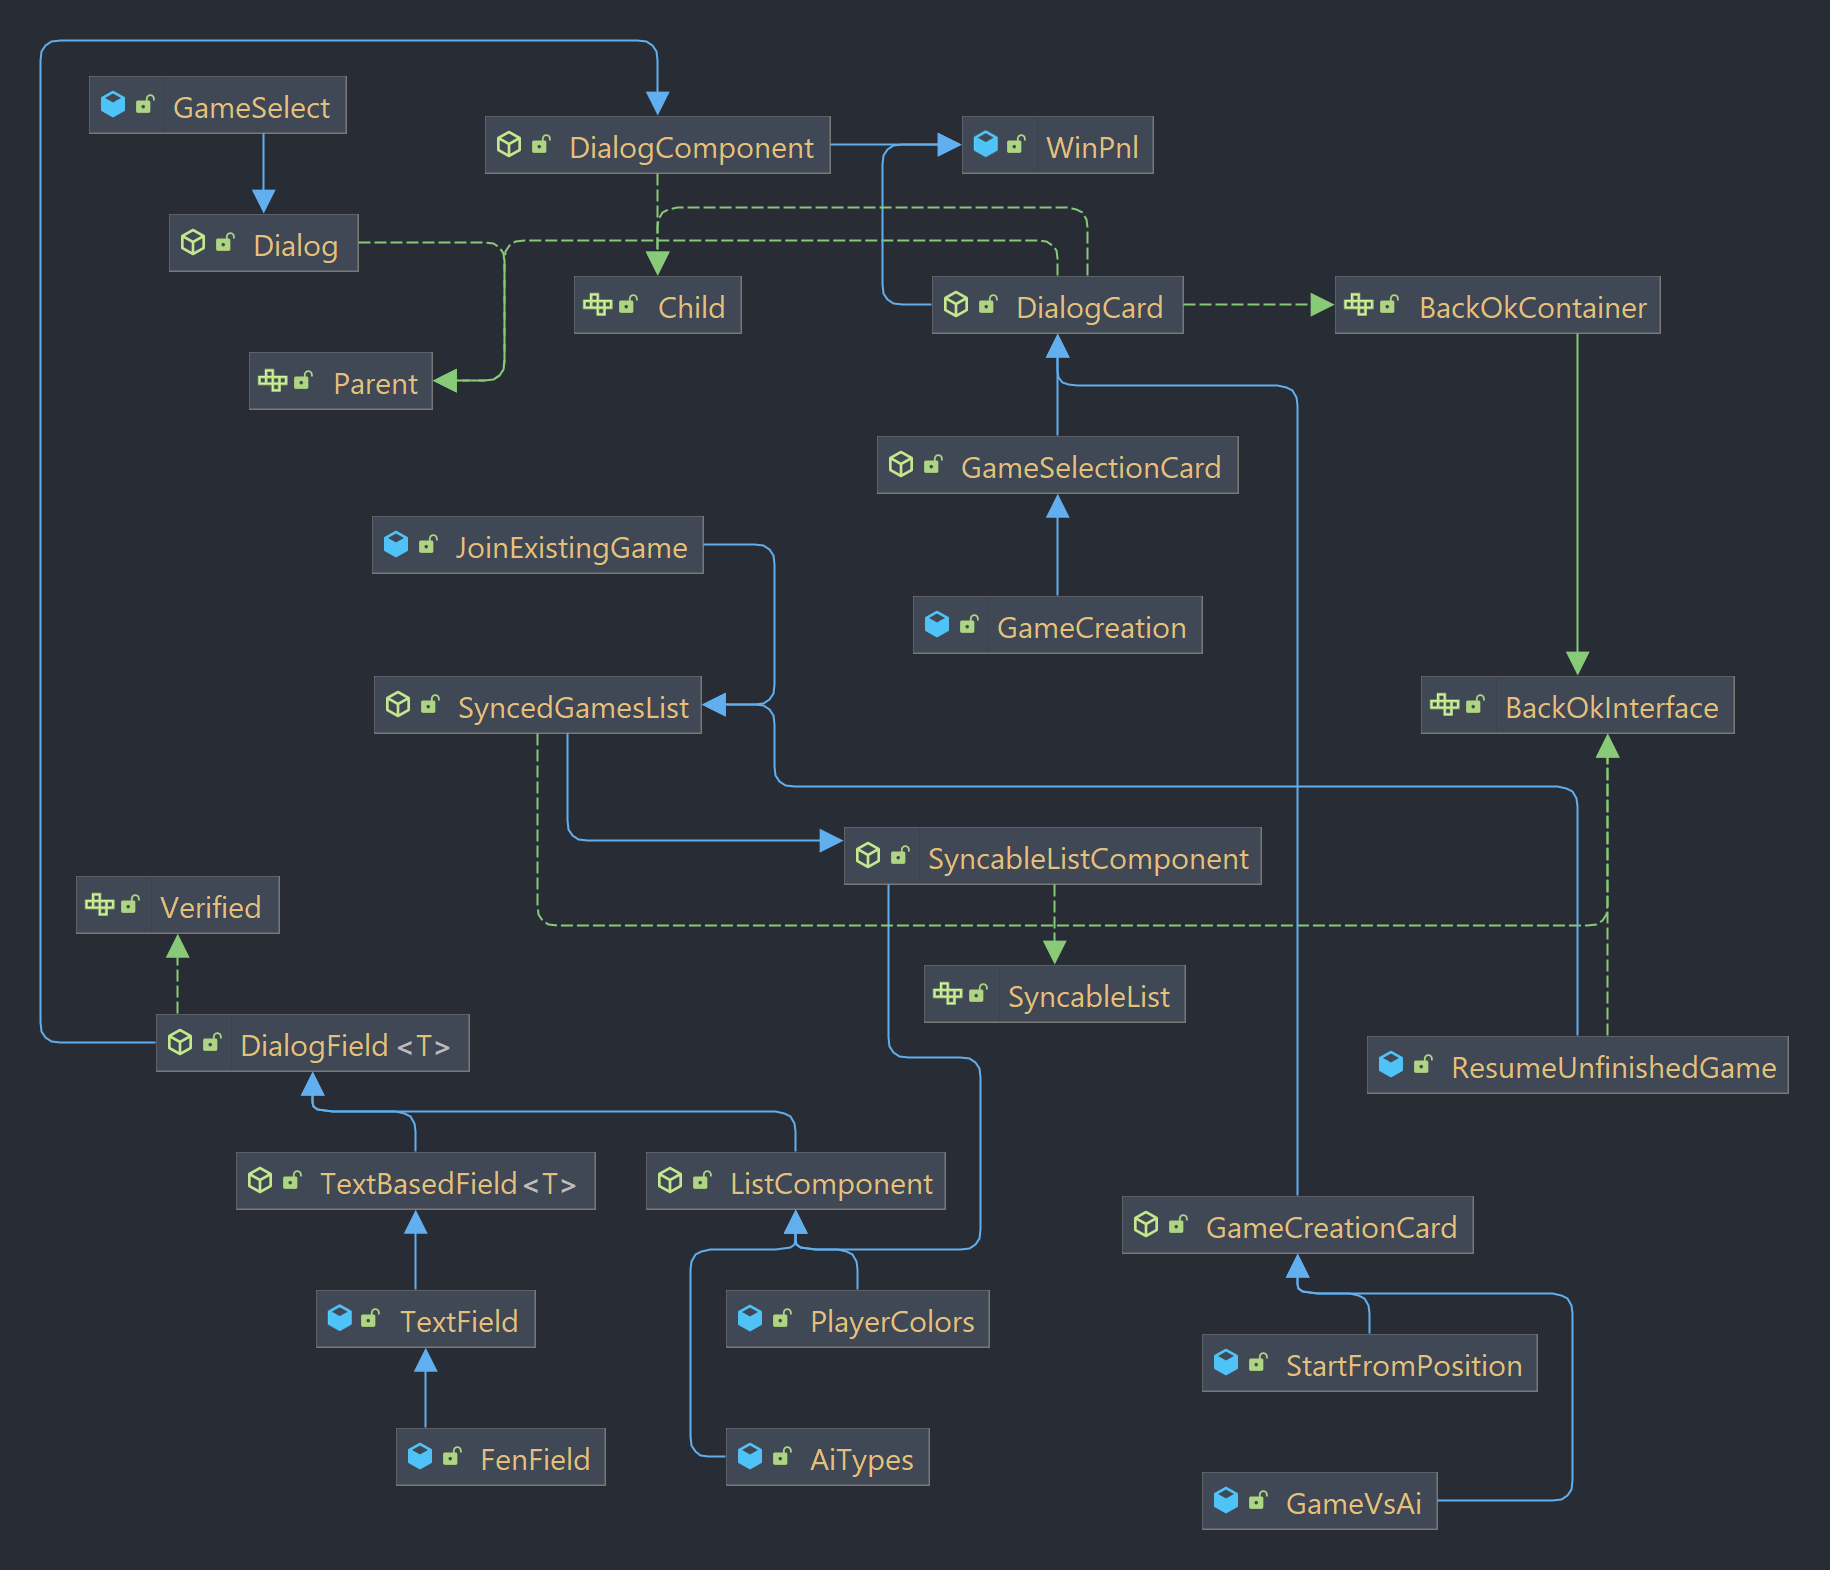 GameSelect
DialogComponent
WinPnl
Dialog
Child
DialogCard
BackOkContainer
Parent
GameSelectionCard
JoinExistingGame
GameCreation
SyncedGamesList
BackOkInterface
SyncableListComponent
Verified
SyncableList
DialogField <T>
ResumeUnfinishedGame
TextBasedField <T>
ListComponent
GameCreationCard
TextField
PlayerColors
StartFromPosition
FenField
AiTypes
GameVsAi